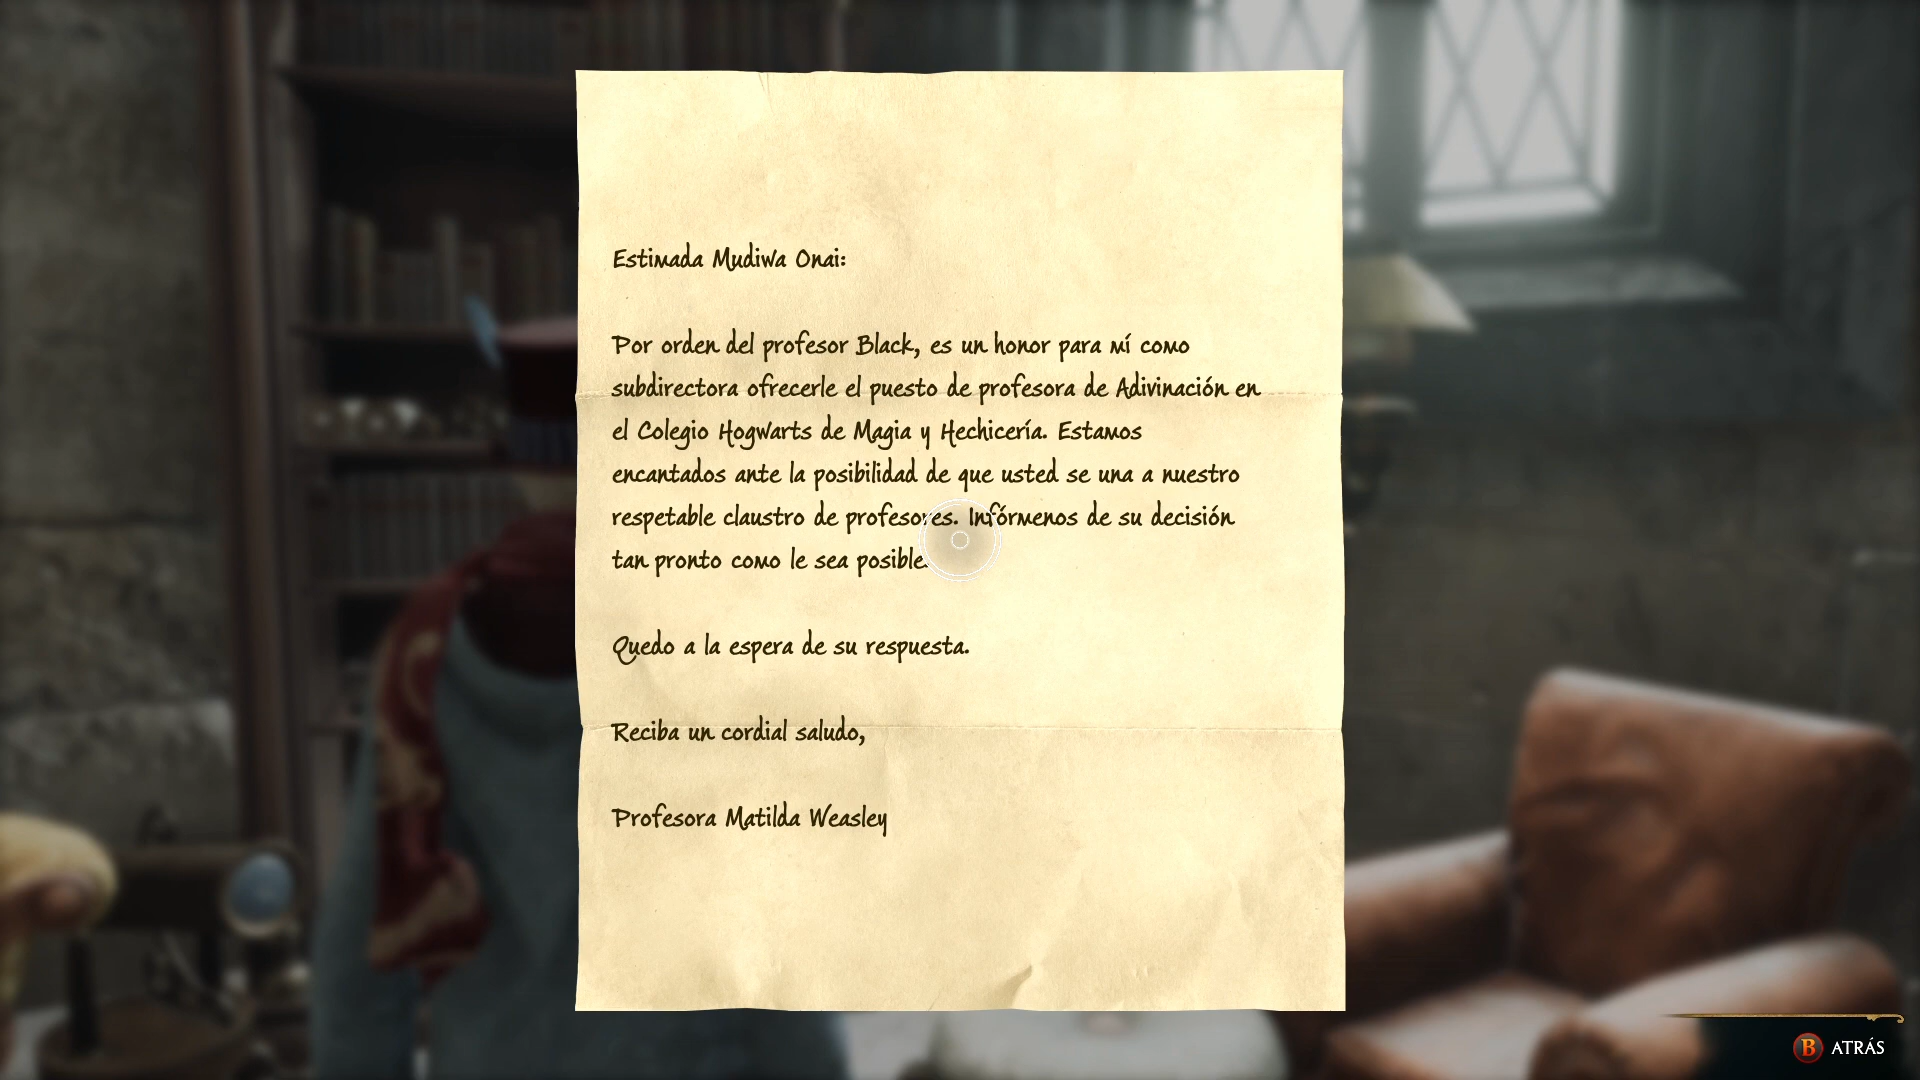 Estimada Mudiwa Onai:
Por orden del profesor Black, es un honor para mí como
subdirectora ofrecerle el puesto de profesora de Adivinación en
el Colegio Hogwarts de Magia y Hechicería. Estamos
encantados ante la posibilidad de que usted se una a nuestro
respetable claustro de profesores. Infórmenos de su decisión
tan pronto como le sea posible.
Quedo a la espera de su respuesta.
Reciba un cordial saludo,
Profesora Matilda Weasley
B ATRÁS